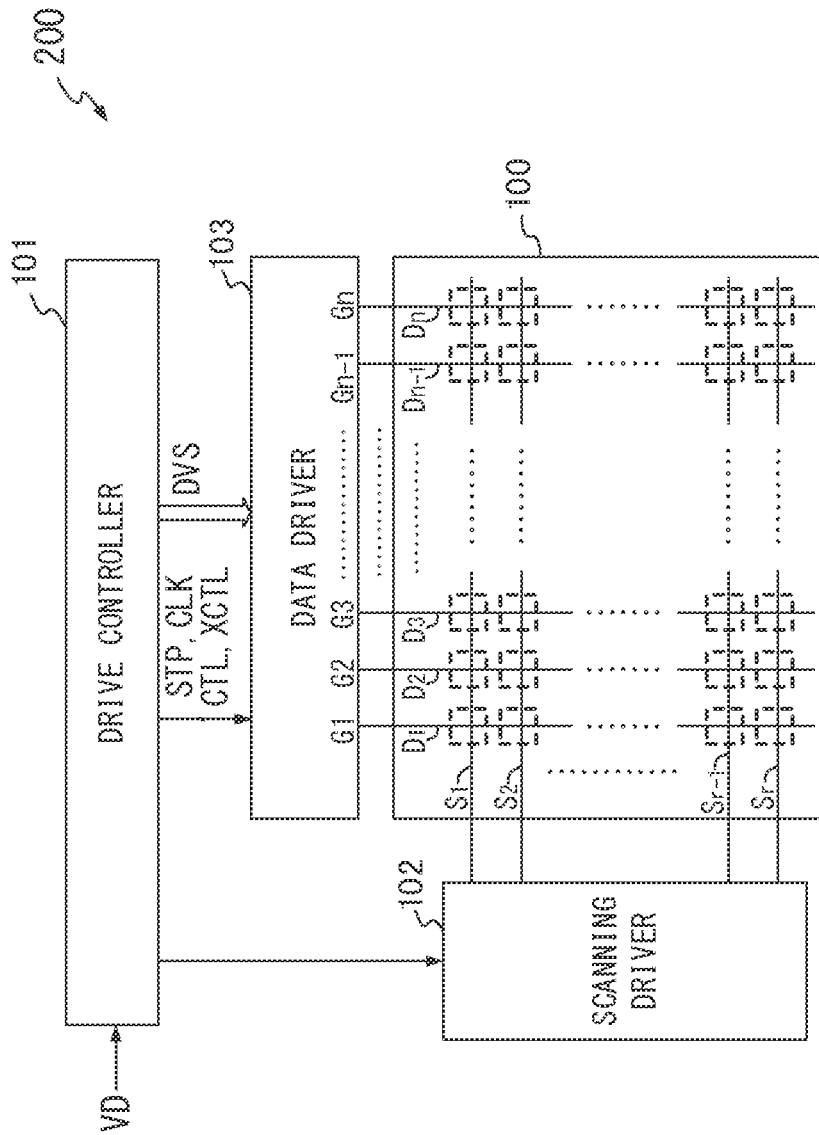 200
101
DRIVE CONTROLLER
VD
STP, CLK
CTL, XCTL
DVS
103
DATA DRIVER
G1 G2 G3 Gn-1 Gn
100
D1 D2 D3 Dn-1 Dn
102
SCANNING
DRIVER
S1
S2
Sr-1
Sr